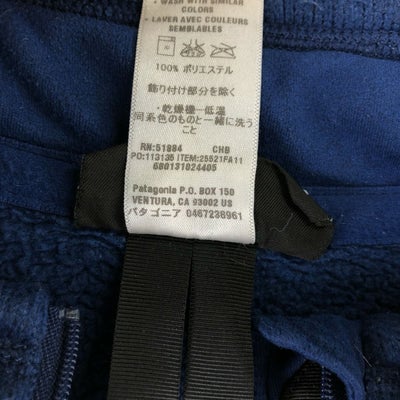 • WASH WITH SIMILAR
COLORS
• LAVER AVEC COULEURS
SEMBLABLES
100% ポリエステル
飾り付け部分を除く
・乾燥機―低温
同系色のものと一緒に洗う
こと
RN:51884 CHB
PO:113135 ITEM:25521FA11
6B0131024405
Patagonia P.O. BOX 150
VENTURA, CA 93002 US
パタゴニア 0467236961